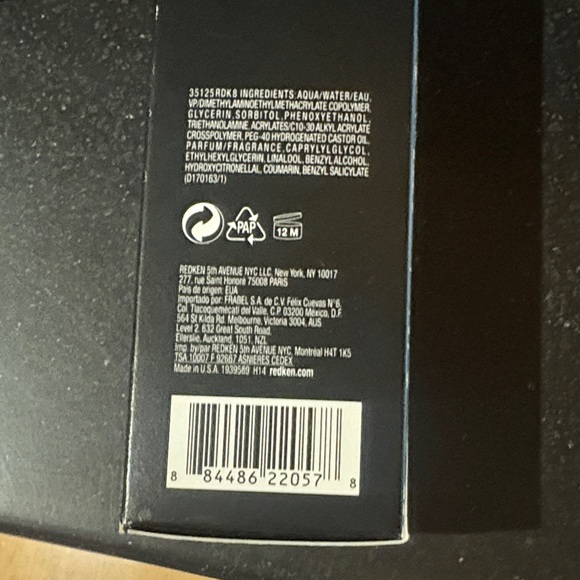 35125 RDK 8 INGREDIENTS: AQUA/WATER/EAU,
VP/DIMETHYLAMINOETHYLMETHACRYLATE COPOLYMER,
GLYCERIN, SORBITOL, PHENOXYETHANOL,
TRIETHANOLAMINE, ACRYLATES/C10-30 ALKYL ACRYLATE
CROSSPOLYMER, PEG-40 HYDROGENATED CASTOR OIL,
PARFUM/FRAGRANCE, CAPRYLYL GLYCOL,
ETHYLHEXYLGLYCERIN, LINALOOL, BENZYL ALCOHOL,
HYDROXYCITRONELLAL, COUMARIN, BENZYL SALICYLATE
(D170163/1)
PAP
12 M
REDKEN 5th AVENUE NYC LLC, New York, NY 10017
277, rue Saint Honoré 75008 PARIS
País de origen: EUA
Importado por: FRABEL S.A. de C.V. Félix Cuevas N°6,
Col. Tlacoquemécatl del Valle, C.P. 03200 México, D.F.
564 St Kilda Rd. Melbourne, Victoria 3004, AUS
Level 2, 632 Great South Road,
Ellerslie, Auckland, 1051, NZL
Imp. by/par REDKEN 5th AVENUE NYC, Montréal H4T 1K5
TSA 10007 F 92667 ASNIERES CEDEX
Made in U.S.A. 1939589 H14 redken.com
8 84486 22057 8